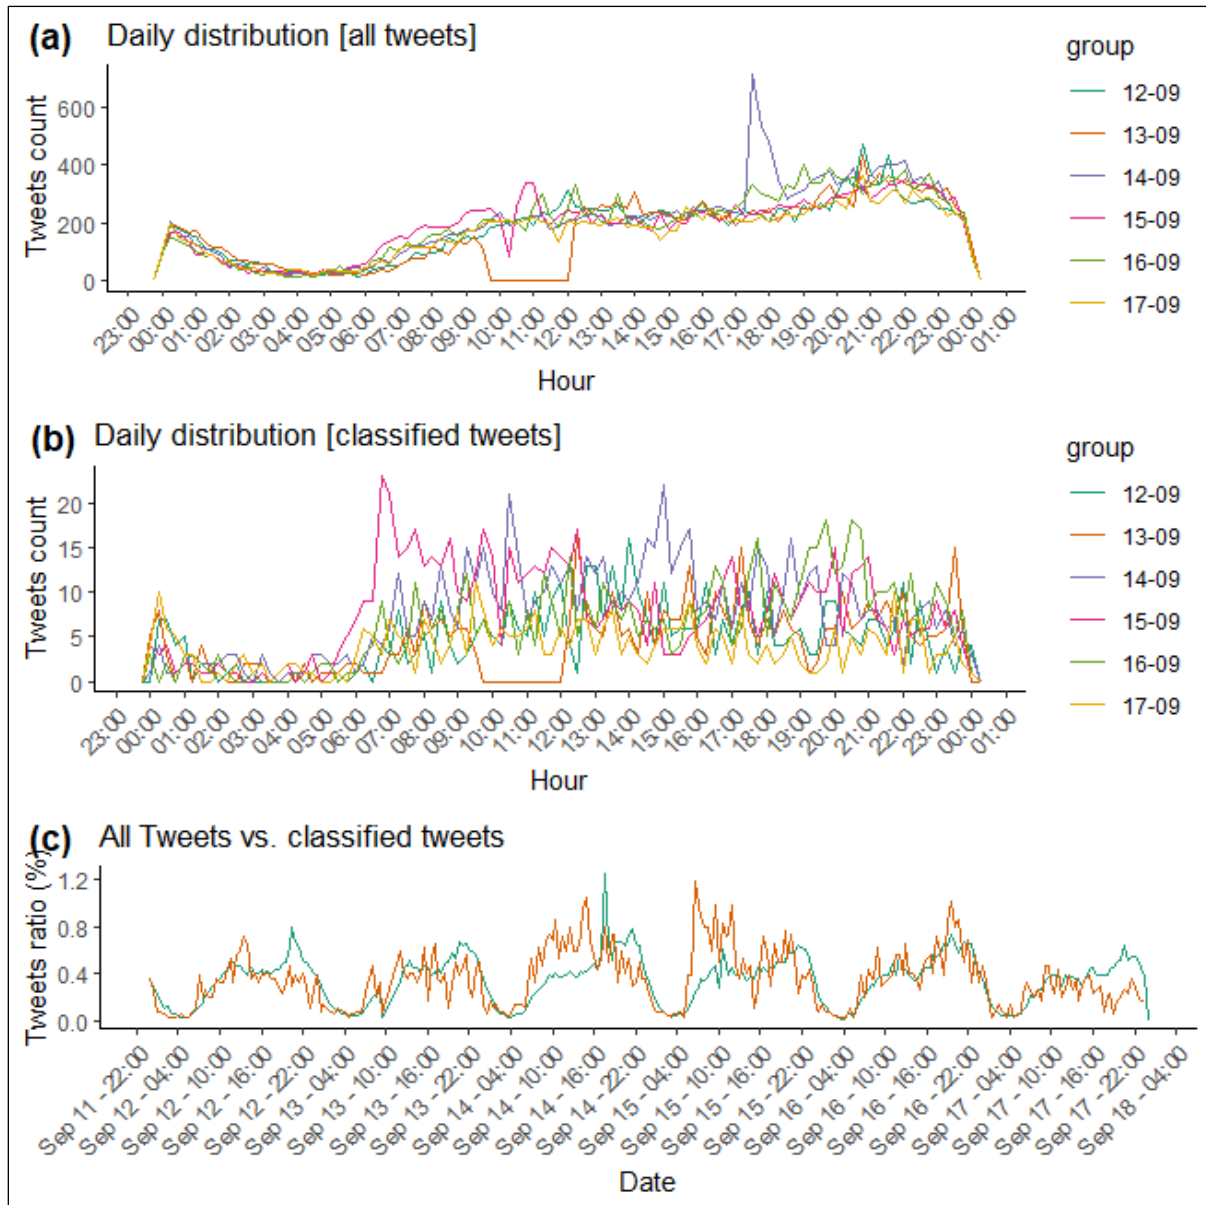 (a) Daily distribution [all tweets]
group
12-09
13-09
14-09
15-09
16-09
17-09
Tweets count
600
400
200
0
23:00 00:00 01:00 02:00 03:00 04:00 05:00 06:00 07:00 08:00 09:00 10:00 11:00 12:00 13:00 14:00 15:00 16:00 17:00 18:00 19:00 20:00 21:00 22:00 23:00 00:00 01:00
Hour
(b) Daily distribution [classified tweets]
group
12-09
13-09
14-09
15-09
16-09
17-09
Tweets count
20
15
10
5
0
23:00 00:00 01:00 02:00 03:00 04:00 05:00 06:00 07:00 08:00 09:00 10:00 11:00 12:00 13:00 14:00 15:00 16:00 17:00 18:00 19:00 20:00 21:00 22:00 23:00 00:00 01:00
Hour
(c) All Tweets vs. classified tweets
Tweets ratio (%)
1.2
0.8
0.4
0.0
Sep 11 - 22:00 Sep 12 - 04:00 Sep 12 - 10:00 Sep 12 - 16:00 Sep 12 - 22:00 Sep 13 - 04:00 Sep 13 - 10:00 Sep 13 - 16:00 Sep 13 - 22:00 Sep 14 - 04:00 Sep 14 - 10:00 Sep 14 - 16:00 Sep 14 - 22:00 Sep 15 - 04:00 Sep 15 - 10:00 Sep 15 - 16:00 Sep 15 - 22:00 Sep 16 - 04:00 Sep 16 - 10:00 Sep 16 - 16:00 Sep 16 - 22:00 Sep 17 - 04:00 Sep 17 - 10:00 Sep 17 - 16:00 Sep 17 - 22:00 Sep 18 - 04:00
Date